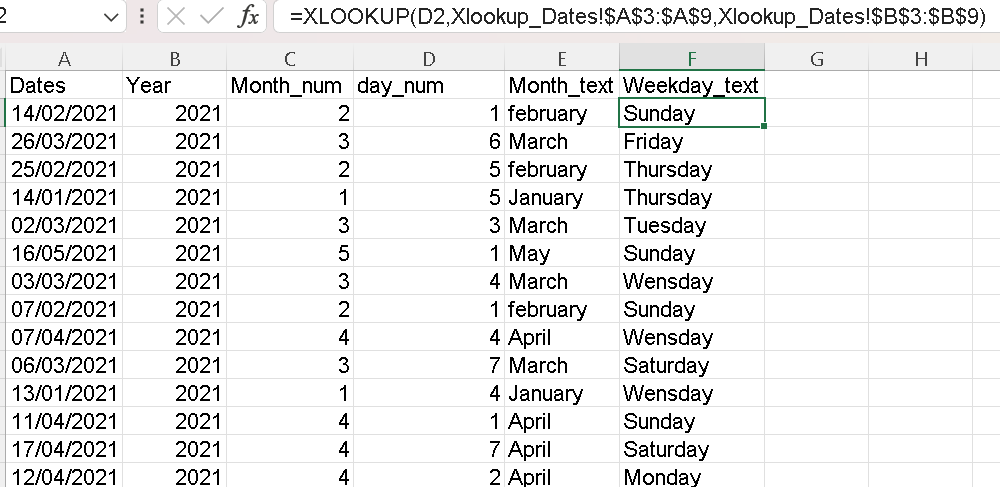 2 fx =XLOOKUP(D2,Xlookup_Dates!$A$3:$A$9,Xlookup_Dates!$B$3:$B$9)
A B C D E F G H
Dates Year Month_num day_num Month_text Weekday_text
14/02/2021 2021 2 1 february Sunday
26/03/2021 2021 3 6 March Friday
25/02/2021 2021 2 5 february Thursday
14/01/2021 2021 1 5 January Thursday
02/03/2021 2021 3 3 March Tuesday
16/05/2021 2021 5 1 May Sunday
03/03/2021 2021 3 4 March Wensday
07/02/2021 2021 2 1 february Sunday
07/04/2021 2021 4 4 April Wensday
06/03/2021 2021 3 7 March Saturday
13/01/2021 2021 1 4 January Wensday
11/04/2021 2021 4 1 April Sunday
17/04/2021 2021 4 7 April Saturday
12/04/2021 2021 4 2 April Monday